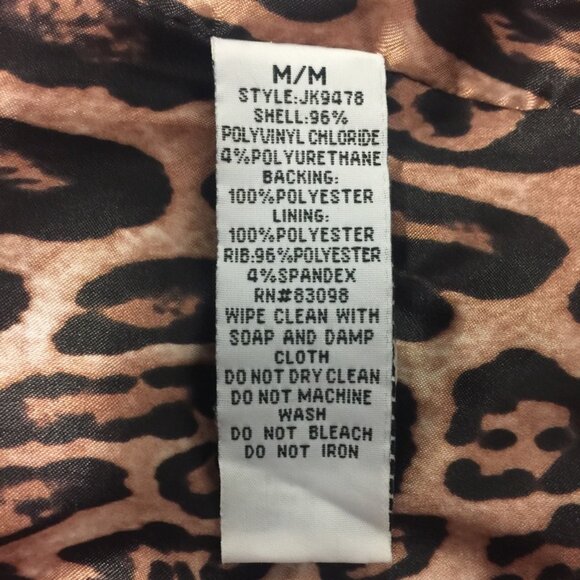 M/M
STYLE:JK9478
SHELL:96%
POLYVINYL CHLORIDE
4%POLYURETHANE
BACKING:
100%POLYESTER
LINING:
100%POLYESTER
RIB:96%POLYESTER
4%SPANDEX
RN#83098
WIPE CLEAN WITH
SOAP AND DAMP
CLOTH
DO NOT DRY CLEAN
DO NOT MACHINE
WASH
DO NOT BLEACH
DO NOT IRON